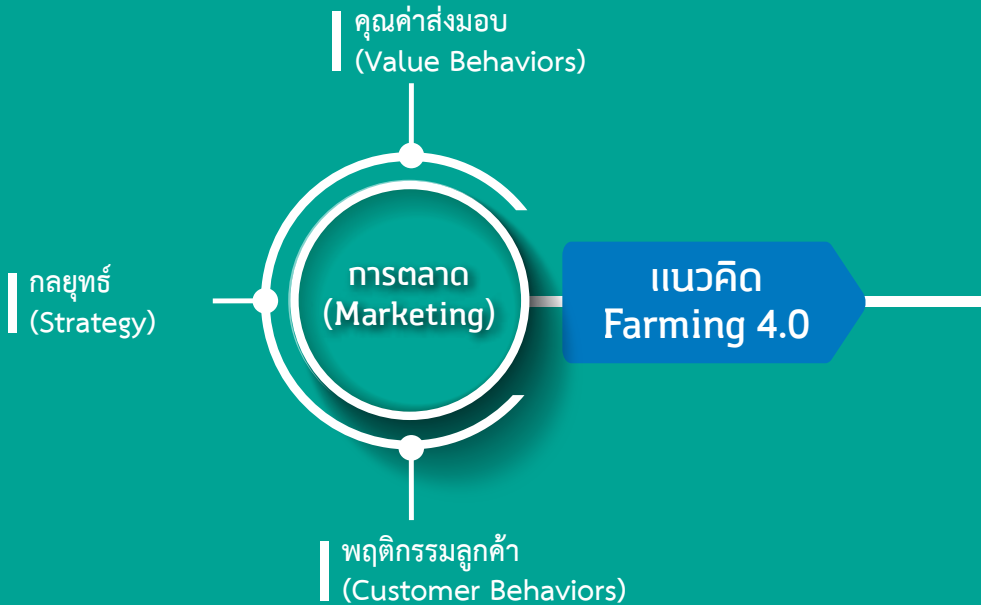 คุณค่าส่งมอบ
(Value Behaviors)
กลยุทธ์
(Strategy)
การตลาด
(Marketing)
แนวคิด
Farming 4.0
พฤติกรรมลูกค้า
(Customer Behaviors)